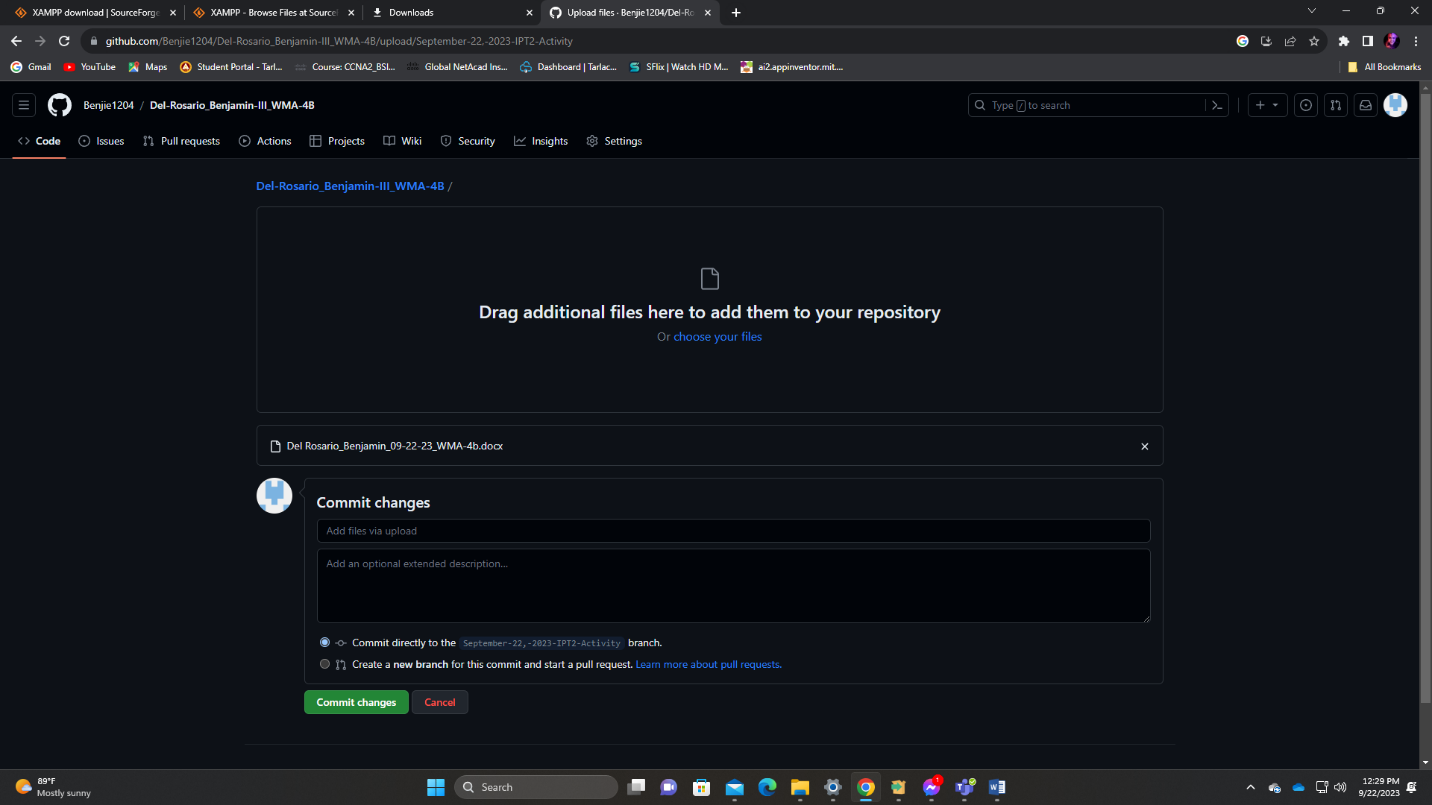 XAMPP download | SourceForge
XAMPP - Browse Files at Source
Downloads
Upload files · Benjie1204/Del-Ro
github.com/Benjie1204/Del-Rosario_Benjamin-III_WMA-4B/upload/September-22,-2023-IPT2-Activity
Gmail
YouTube
Maps
Student Portal - Tarl...
Course: CCNA2_BSI...
Global NetAcad Ins...
Dashboard | Tarlac...
SFlix | Watch HD M...
ai2.appinventor.mit....
All Bookmarks
Benjie1204 / Del-Rosario_Benjamin-III_WMA-4B
Type / to search
Code
Issues
Pull requests
Actions
Projects
Wiki
Security
Insights
Settings
Del-Rosario_Benjamin-III_WMA-4B /
Drag additional files here to add them to your repository
Or choose your files
Del Rosario_Benjamin_09-22-23_WMA-4b.docx
Commit changes
Add files via upload
Add an optional extended description...
Commit directly to the September-22,-2023-IPT2-Activity branch.
Create a new branch for this commit and start a pull request. Learn more about pull requests.
Commit changes
Cancel
89°F
Mostly sunny
Search
1
12:29 PM
9/22/2023